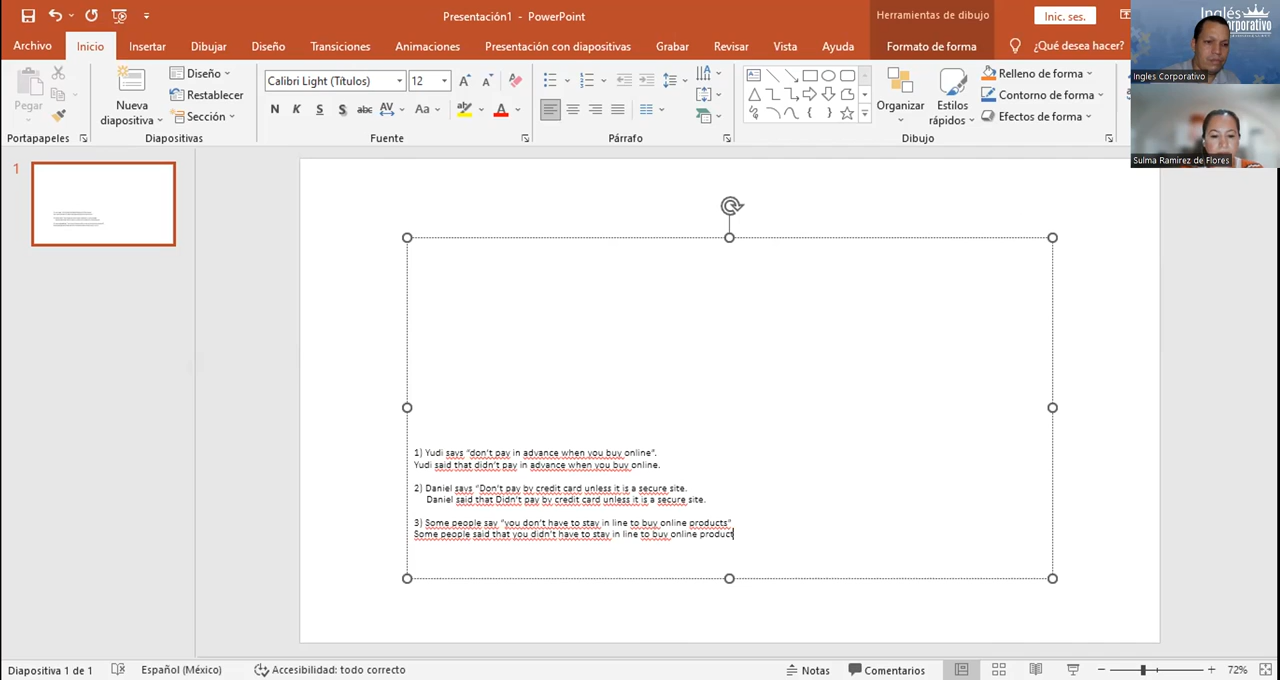 Presentación1 - PowerPoint
Herramientas de dibujo
Inic. ses.
Inglés
Corporativo
Archivo
Inicio
Insertar
Dibujar
Diseño
Transiciones
Animaciones
Presentación con diapositivas
Grabar
Revisar
Vista
Ayuda
Formato de forma
¿Qué desea hacer?
Ingles Corporativo
Pegar
Nueva
diapositiva
Diseño
Restablecer
Sección
Calibri Light (Títulos)
12
N K S S abc AV Aa A
Organizar
Estilos
rápidos
Relleno de forma
Contorno de forma
Efectos de forma
Portapapeles
Diapositivas
Fuente
Párrafo
Dibujo
Sulma Ramirez de Flores
1
1) Yudi says “don’t pay in advance when you buy online”.
Yudi said that didn’t pay in advance when you buy online.
2) Daniel says “Don’t pay by credit card unless it is a secure site.
Daniel said that Didn’t pay by credit card unless it is a secure site.
3) Some people say “you don’t have to stay in line to buy online products”
Some people said that you didn’t have to stay in line to buy online product
Diapositiva 1 de 1
Español (México)
Accesibilidad: todo correcto
Notas
Comentarios
72%